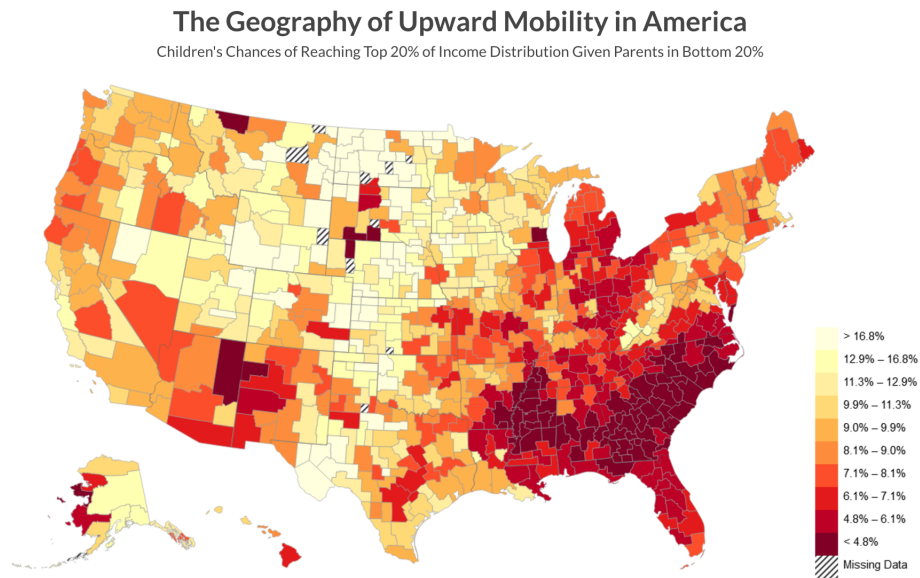 The Geography of Upward Mobility in America
Children's Chances of Reaching Top 20% of Income Distribution Given Parents in Bottom 20%
> 16.8%
12.9% – 16.8%
11.3% – 12.9%
9.9% – 11.3%
9.0% – 9.9%
8.1% – 9.0%
7.1% – 8.1%
6.1% – 7.1%
4.8% – 6.1%
< 4.8%
Missing Data